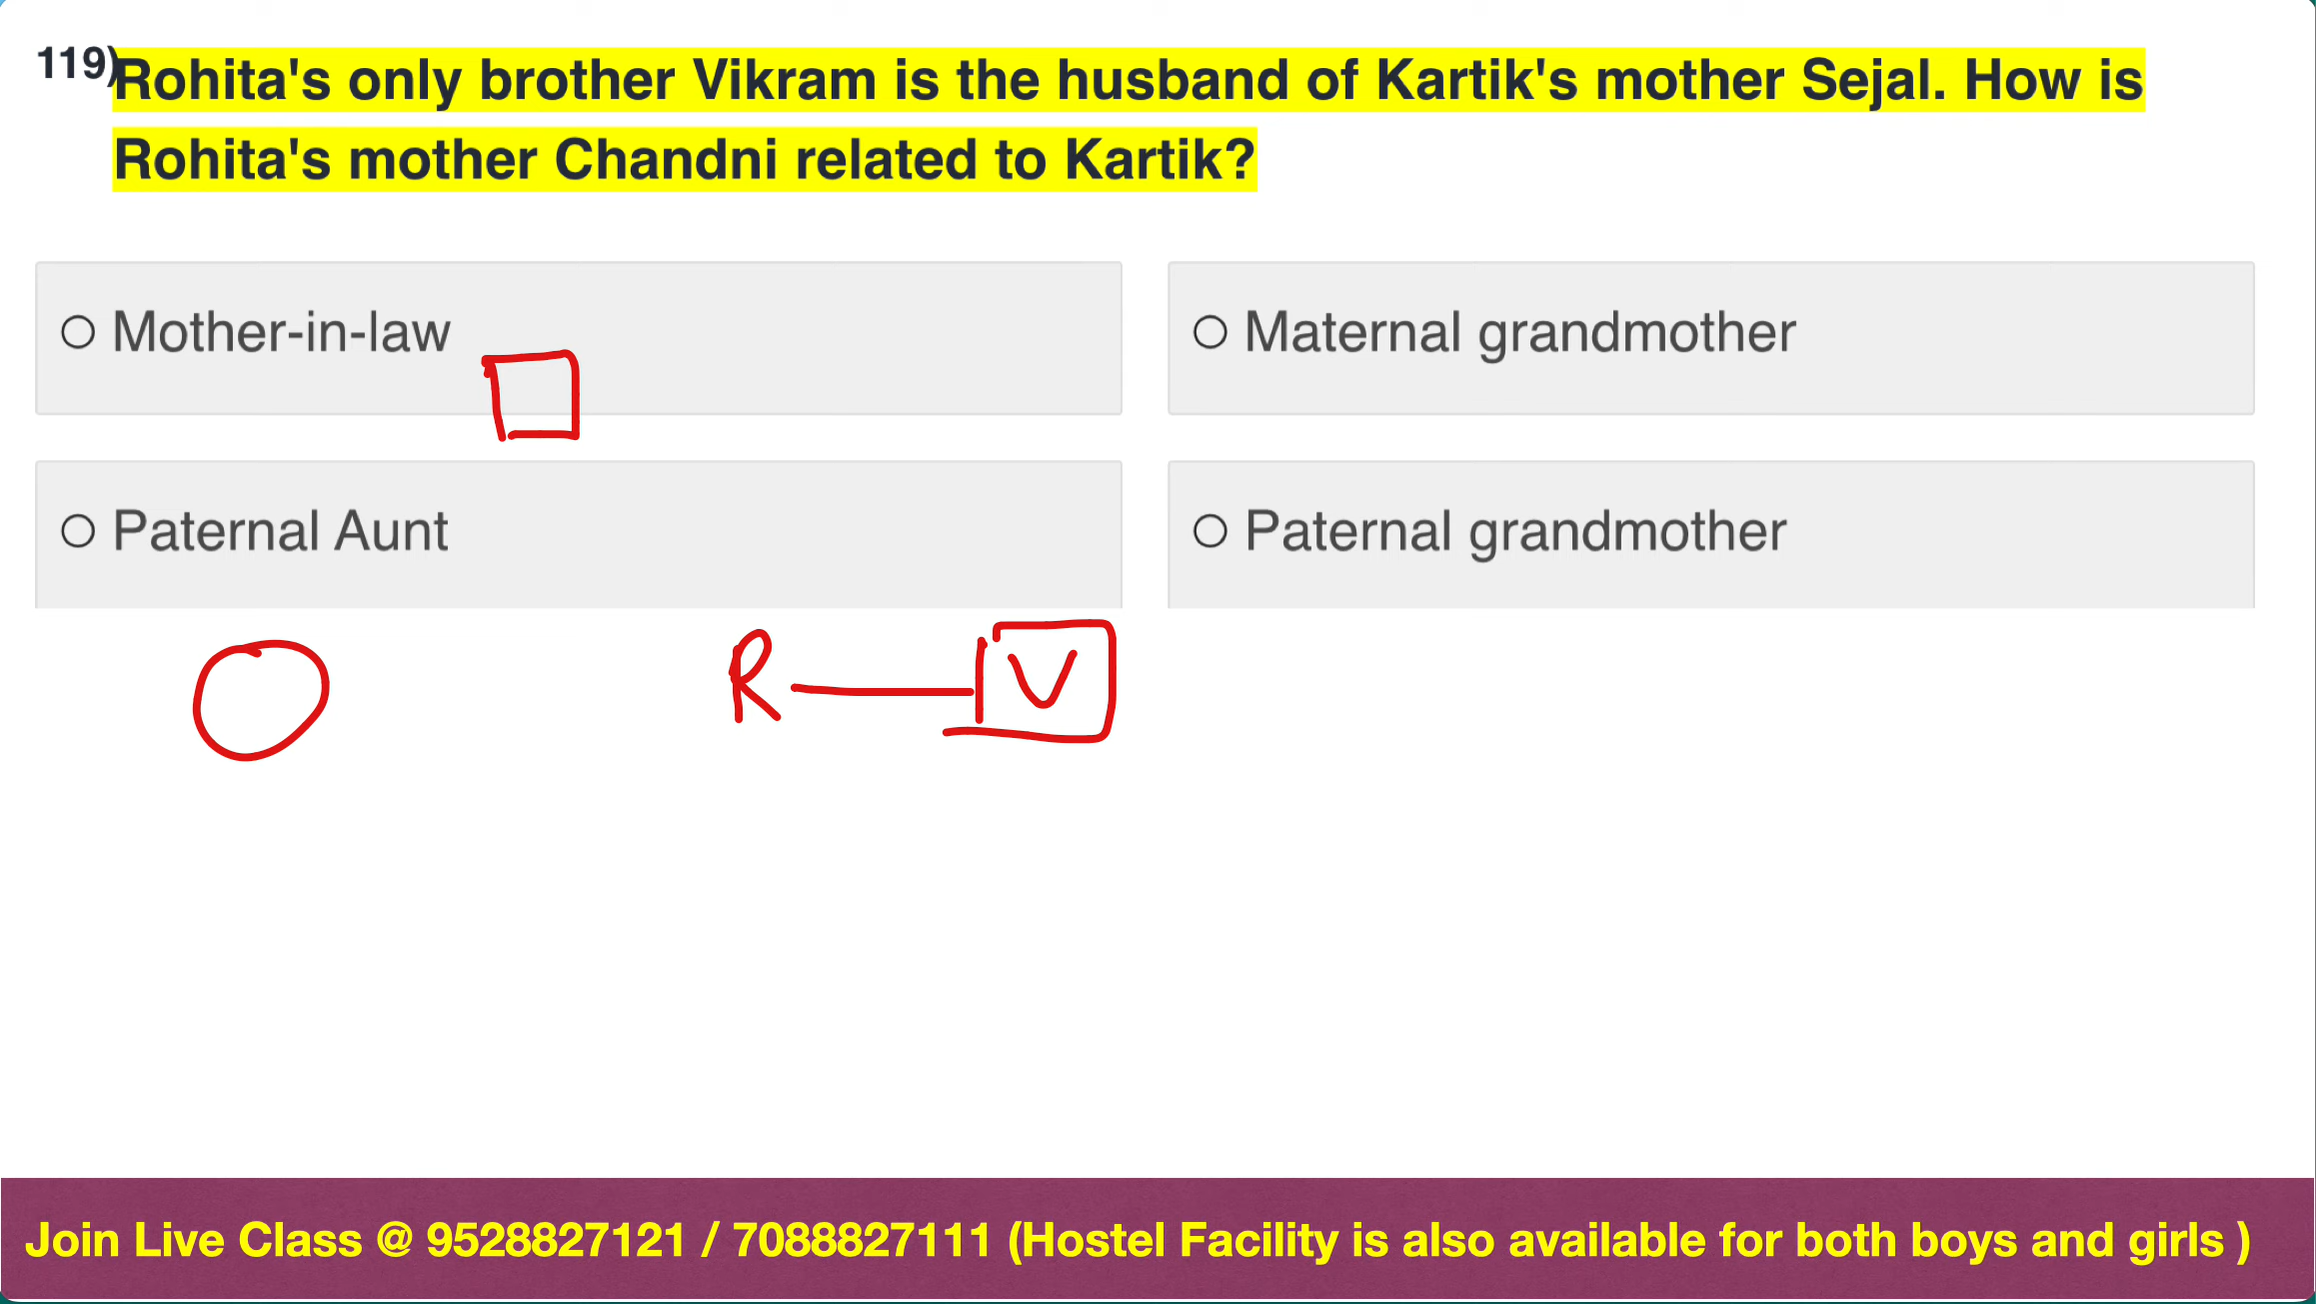 119) Rohita's only brother Vikram is the husband of Kartik's mother Sejal. How is
Rohita's mother Chandni related to Kartik?
Mother-in-law
Maternal grandmother
Paternal Aunt
Paternal grandmother
R V
Join Live Class @ 9528827121 / 7088827111 (Hostel Facility is also available for both boys and girls )